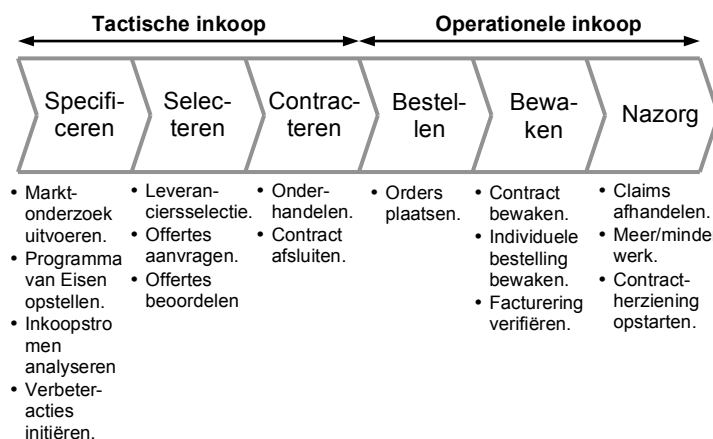 Tactische inkoop
Operationele inkoop
Specifi-
ceren
Selec-
teren
Contrac-
teren
Bestel-
len
Bewa-
ken
Nazorg
• Markt-
onderzoek
uitvoeren.
• Programma
van Eisen
opstellen.
• Inkoopstro
men
analyseren
• Verbeter-
acties
initiëren.
• Leveran-
ciersselectie.
• Offertes
aanvragen.
• Offertes
beoordelen
• Onder-
handelen.
• Contract
afsluiten.
• Orders
plaatsen.
• Contract
bewaken.
• Individuele
bestelling
bewaken.
• Facturering
verifiëren.
• Claims
afhandelen.
• Meer/minde
werk.
• Contract-
herziening
opstarten.